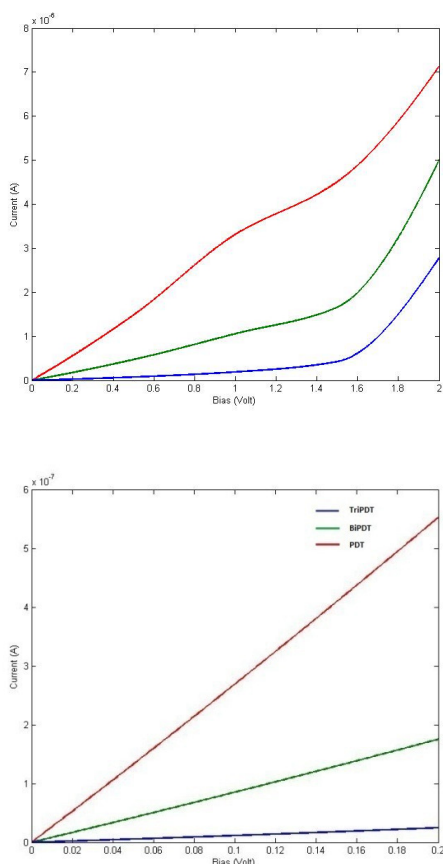 x 10^-6
8
7
6
5
4
3
2
1
0
Current (A)
0 0.2 0.4 0.6 0.8 1 1.2 1.4 1.6 1.8 2
Bias (Volt)
x 10^-7
6
5
4
3
2
1
0
Current (A)
TriPDT
BiPDT
PDT
0 0.02 0.04 0.06 0.08 0.1 0.12 0.14 0.16 0.18 0.2
Bias (Volt)